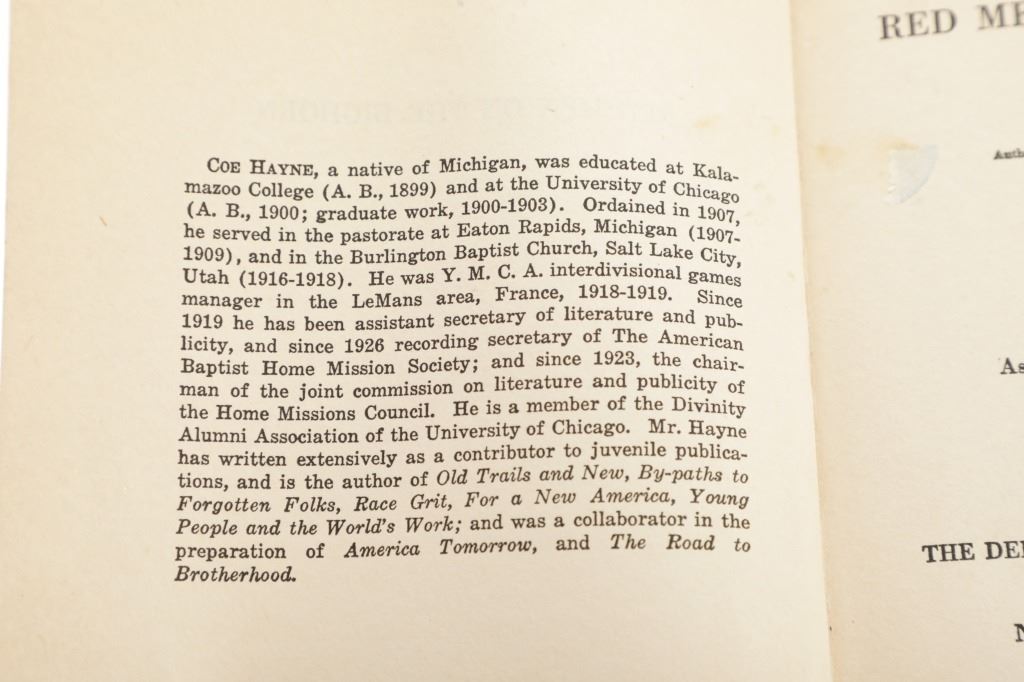 COE HAYNE, a native of Michigan, was educated at Kala-
mazoo College (A. B., 1899) and at the University of Chicago
(A. B., 1900; graduate work, 1900-1903). Ordained in 1907,
he served in the pastorate at Eaton Rapids, Michigan (1907-
1909), and in the Burlington Baptist Church, Salt Lake City,
Utah (1916-1918). He was Y. M. C. A. interdivisional games
manager in the LeMans area, France, 1918-1919. Since
1919 he has been assistant secretary of literature and pub-
licity, and since 1926 recording secretary of The American
Baptist Home Mission Society; and since 1923, the chair-
man of the joint commission on literature and publicity of
the Home Missions Council. He is a member of the Divinity
Alumni Association of the University of Chicago. Mr. Hayne
has written extensively as a contributor to juvenile publica-
tions, and is the author of Old Trails and New, By-paths to
Forgotten Folks, Race Grit, For a New America, Young
People and the World's Work; and was a collaborator in the
preparation of America Tomorrow, and The Road to
Brotherhood.
RED
As
THE